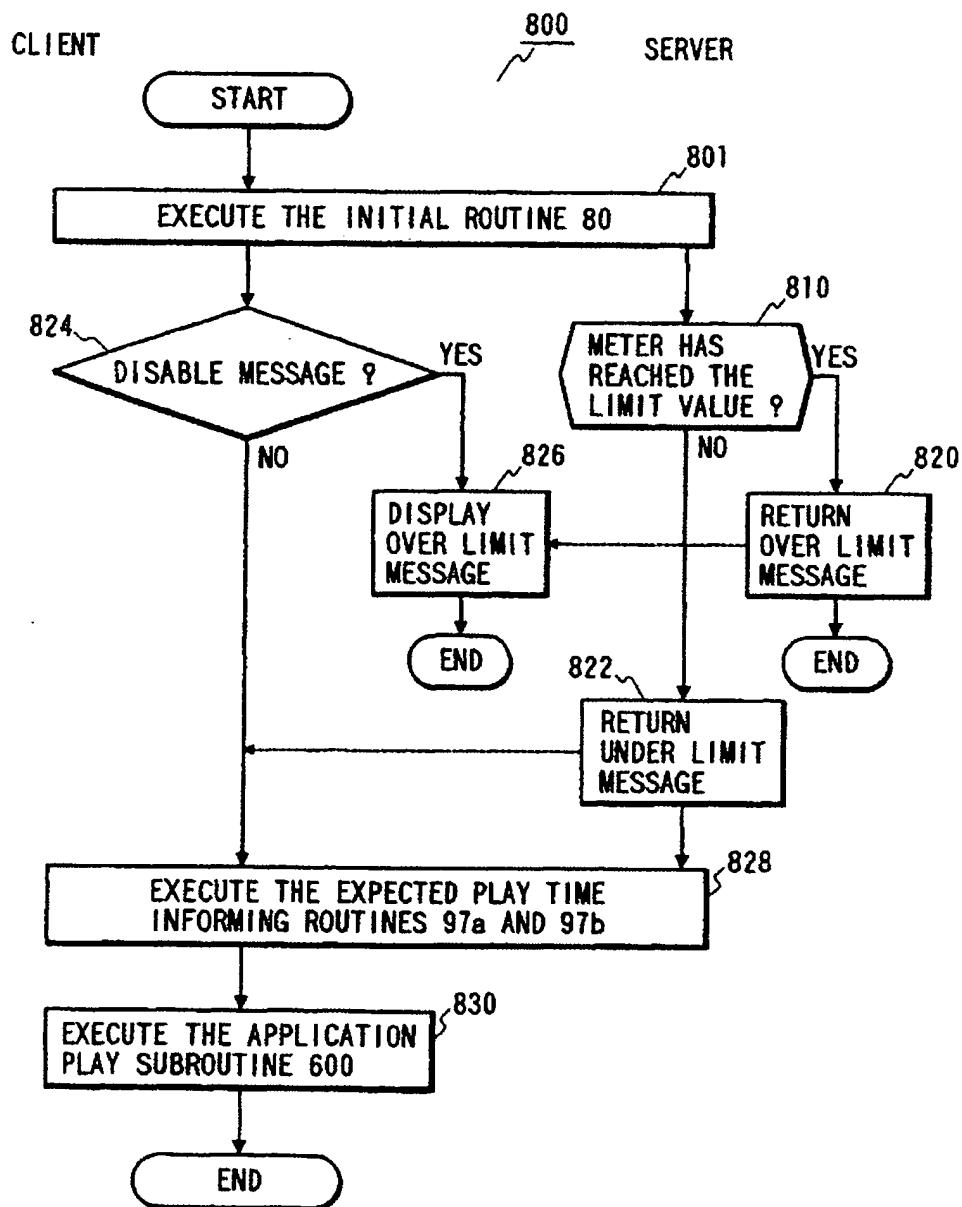 CLIENT
800
SERVER
START
801
EXECUTE THE INITIAL ROUTINE 80
824
DISABLE MESSAGE ?
YES
NO
810
METER HAS
REACHED THE
LIMIT VALUE ?
YES
NO
826
DISPLAY
OVER LIMIT
MESSAGE
END
820
RETURN
OVER LIMIT
MESSAGE
END
822
RETURN
UNDER LIMIT
MESSAGE
828
EXECUTE THE EXPECTED PLAY TIME
INFORMING ROUTINES 97a AND 97b
830
EXECUTE THE APPLICATION
PLAY SUBROUTINE 600
END